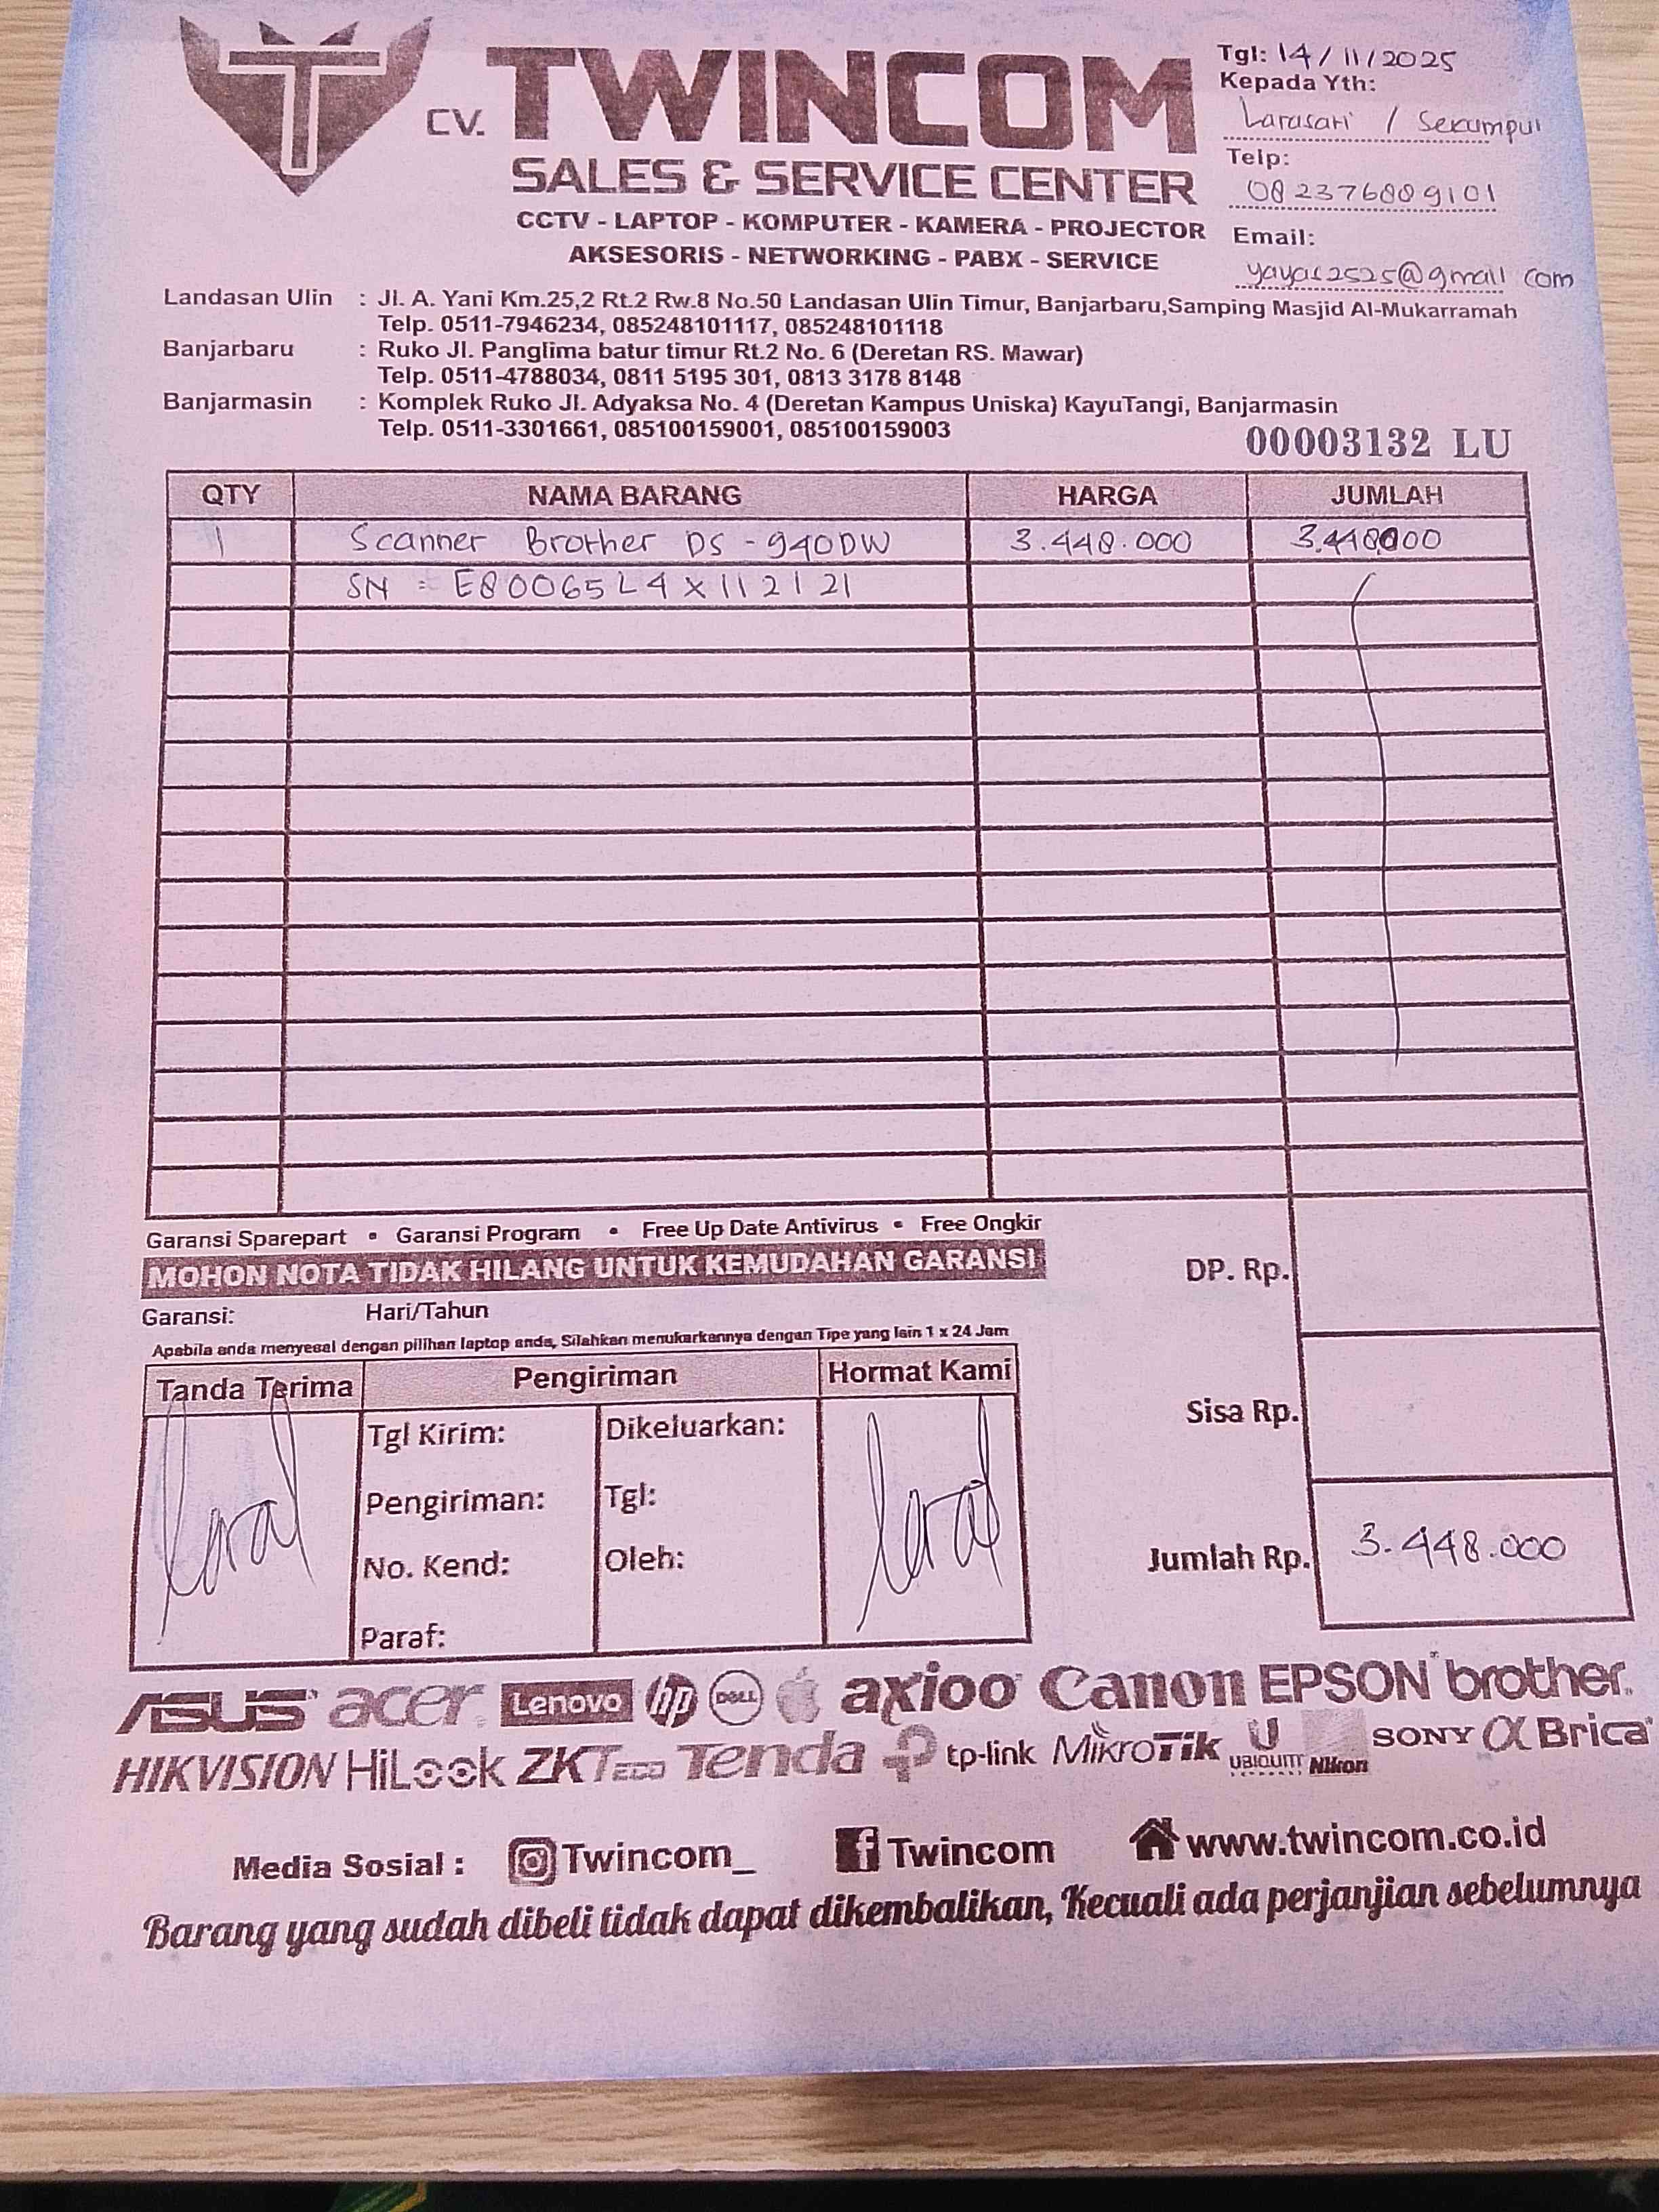 CV. TWINCOM
SALES & SERVICE CENTER
CCTV - LAPTOP - KOMPUTER - KAMERA - PROJECTOR
AKSESORIS - NETWORKING - PABX - SERVICE
Tgl: 14/11/2025
Kepada Yth:
Larasari / Sekumpul
Telp:
082376889101
Email:
yayas2525@gmail com
Landasan Ulin : Jl. A. Yani Km.25,2 Rt.2 Rw.8 No.50 Landasan Ulin Timur, Banjarbaru,Samping Masjid Al-Mukarramah
Telp. 0511-7946234, 085248101117, 085248101118
Banjarbaru : Ruko Jl. Panglima batur timur Rt.2 No. 6 (Deretan RS. Mawar)
Telp. 0511-4788034, 0811 5195 301, 0813 3178 8148
Banjarmasin : Komplek Ruko Jl. Adyaksa No. 4 (Deretan Kampus Uniska) KayuTangi, Banjarmasin
Telp. 0511-3301661, 085100159001, 085100159003
00003132 LU
QTY NAMA BARANG HARGA JUMLAH
1 Scanner Brother DS - 940DW 3.448.000 3.448.000
SN : E80065L4X112121
Garansi Sparepart • Garansi Program • Free Up Date Antivirus • Free Ongkir
MOHON NOTA TIDAK HILANG UNTUK KEMUDAHAN GARANSI
Garansi: Hari/Tahun
Apabila anda menyesal dengan pilihan laptop anda, Silahkan menukarkannya dengan Tipe yang lain 1 x 24 Jam
DP. Rp.
Sisa Rp.
Jumlah Rp. 3.448.000
Tanda Terima Pengiriman Hormat Kami
Tgl Kirim: Dikeluarkan:
Pengiriman: Tgl:
No. Kend: Oleh:
Paraf:
ASUS acer Lenovo hp DELL axioo Canon EPSON brother
HIKVISION HiLook ZKTeco Tenda tp-link MikroTik UBIQUITI Nikon SONY α Brica
Media Sosial : Twincom_ Twincom www.twincom.co.id
Barang yang sudah dibeli tidak dapat dikembalikan, Kecuali ada perjanjian sebelumnya